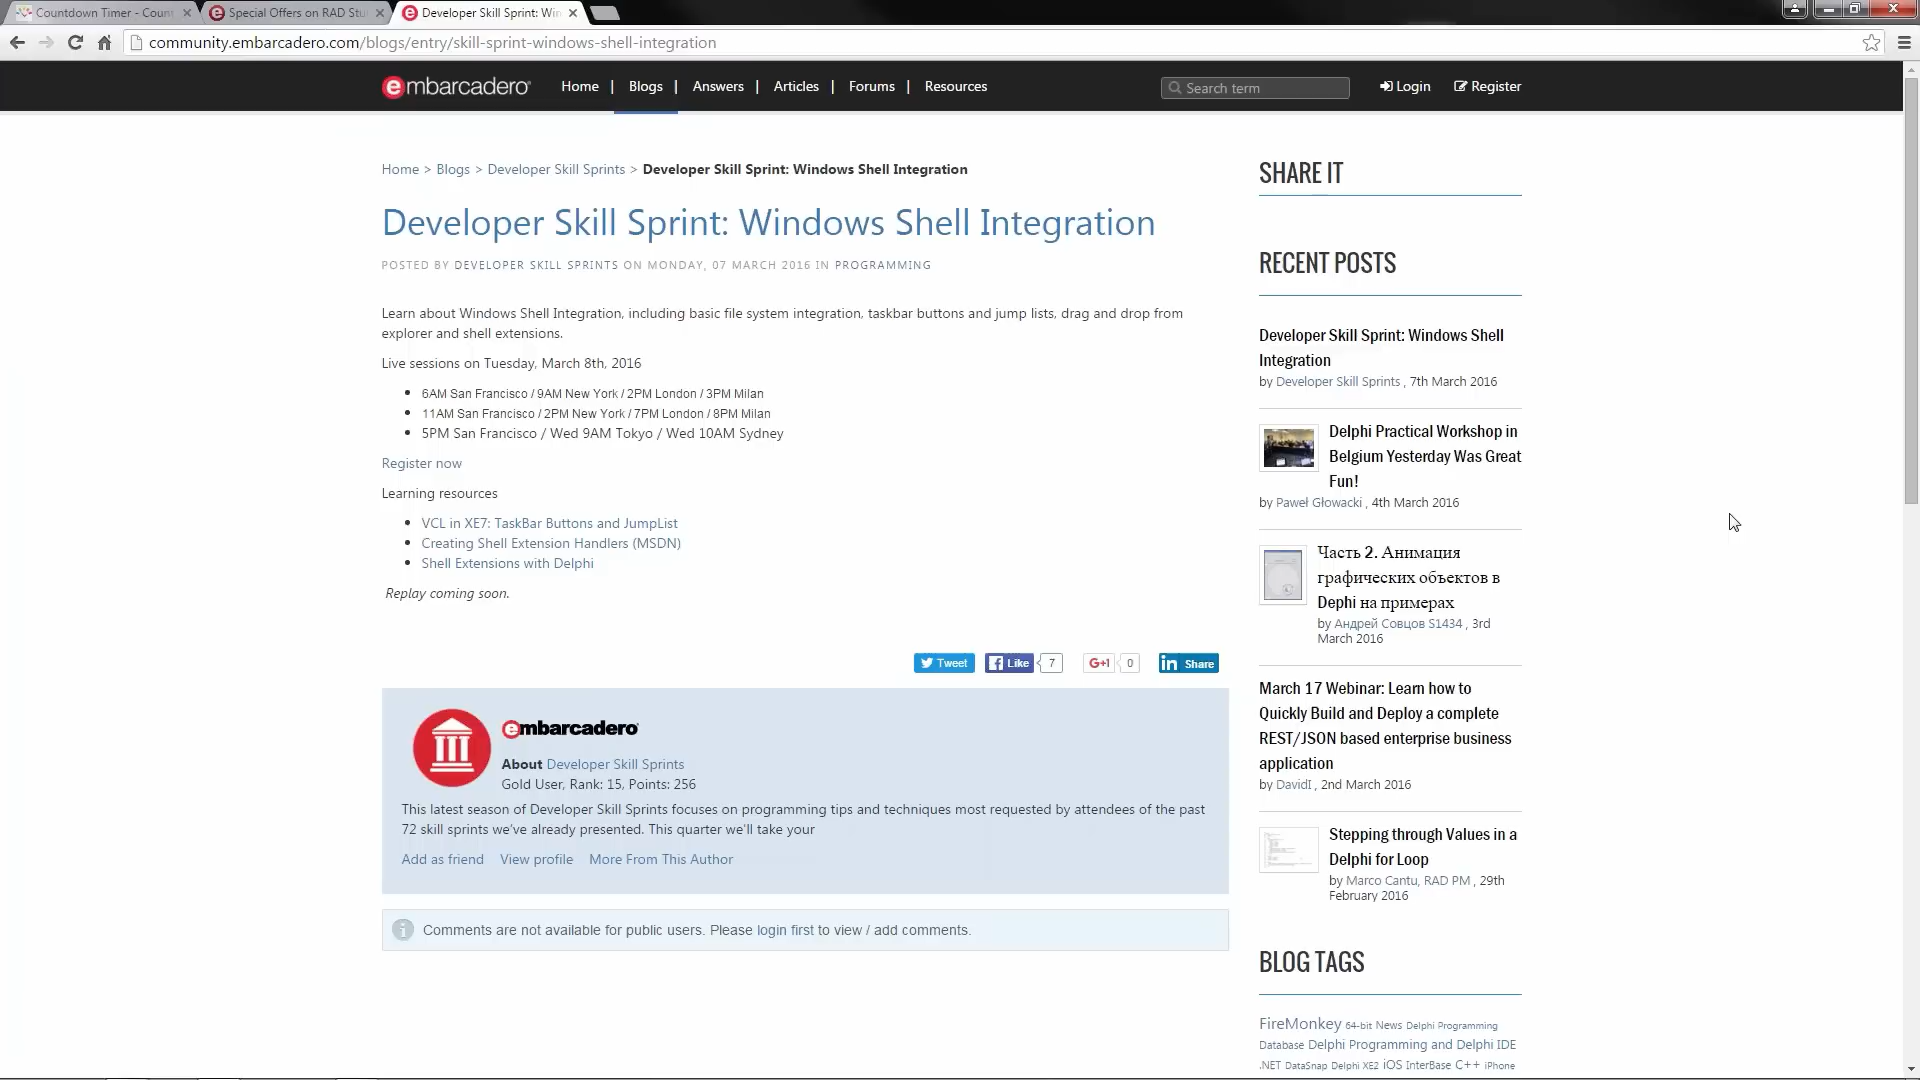 Countdown Timer - Count
Special Offers on RAD Stu
Developer Skill Sprint: Win
community.embarcadero.com/blogs/entry/skill-sprint-windows-shell-integration
embarcadero
Home | Blogs | Answers | Articles | Forums | Resources
Search term
Login
Register
Home > Blogs > Developer Skill Sprints > Developer Skill Sprint: Windows Shell Integration
Developer Skill Sprint: Windows Shell Integration
POSTED BY DEVELOPER SKILL SPRINTS ON MONDAY, 07 MARCH 2016 IN PROGRAMMING
Learn about Windows Shell Integration, including basic file system integration, taskbar buttons and jump lists, drag and drop from
explorer and shell extensions.
Live sessions on Tuesday, March 8th, 2016
6AM San Francisco / 9AM New York / 2PM London / 3PM Milan
11AM San Francisco / 2PM New York / 7PM London / 8PM Milan
5PM San Francisco / Wed 9AM Tokyo / Wed 10AM Sydney
Register now
Learning resources
VCL in XE7: TaskBar Buttons and JumpList
Creating Shell Extension Handlers (MSDN)
Shell Extensions with Delphi
Replay coming soon.
Tweet
Like 7
G+1 0
in Share
embarcadero
About Developer Skill Sprints
Gold User, Rank: 15, Points: 256
This latest season of Developer Skill Sprints focuses on programming tips and techniques most requested by attendees of the past
72 skill sprints we've already presented. This quarter we'll take your
Add as friend View profile More From This Author
Comments are not available for public users. Please login first to view / add comments.
SHARE IT
RECENT POSTS
Developer Skill Sprint: Windows Shell
Integration
by Developer Skill Sprints , 7th March 2016
Delphi Practical Workshop in
Belgium Yesterday Was Great
Fun!
by Paweł Głowacki , 4th March 2016
Часть 2. Анимация
графических объектов в
Dephi на примерах
by Андрей Совцов S1434 , 3rd
March 2016
March 17 Webinar: Learn how to
Quickly Build and Deploy a complete
REST/JSON based enterprise business
application
by DavidI , 2nd March 2016
Stepping through Values in a
Delphi for Loop
by Marco Cantu, RAD PM , 29th
February 2016
BLOG TAGS
FireMonkey 64-bit News Delphi Programming
Database Delphi Programming and Delphi IDE
.NET DataSnap Delphi XE2 iOS InterBase C++ iPhone